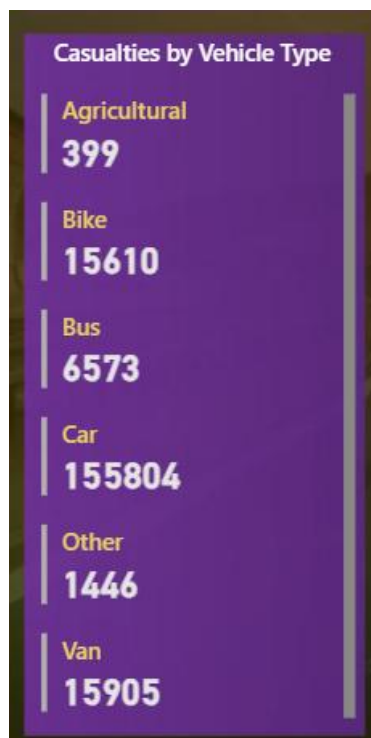 Casualties by Vehicle Type
Agricultural
399
Bike
15610
Bus
6573
Car
155804
Other
1446
Van
15905